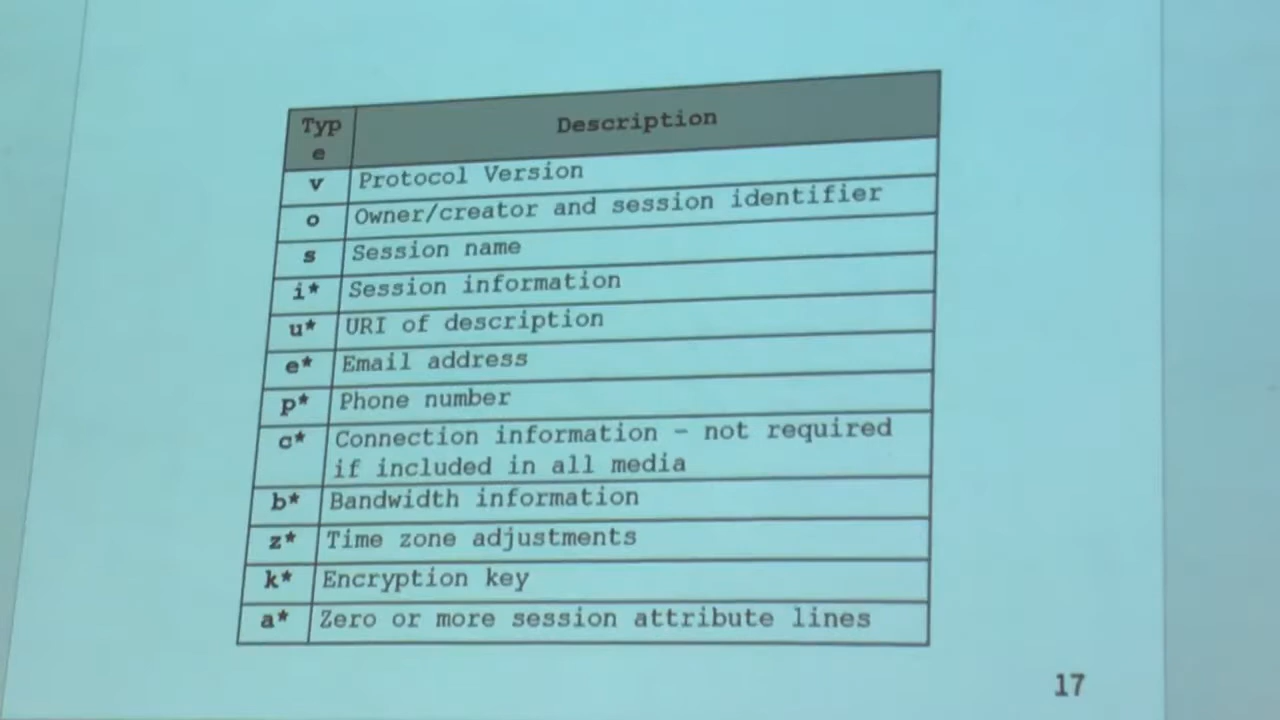 Typ
e
Description
v Protocol Version
o Owner/creator and session identifier
s Session name
i* Session information
u* URI of description
e* Email address
p* Phone number
c* Connection information – not required
if included in all media
b* Bandwidth information
z* Time zone adjustments
k* Encryption key
a* Zero or more session attribute lines
17